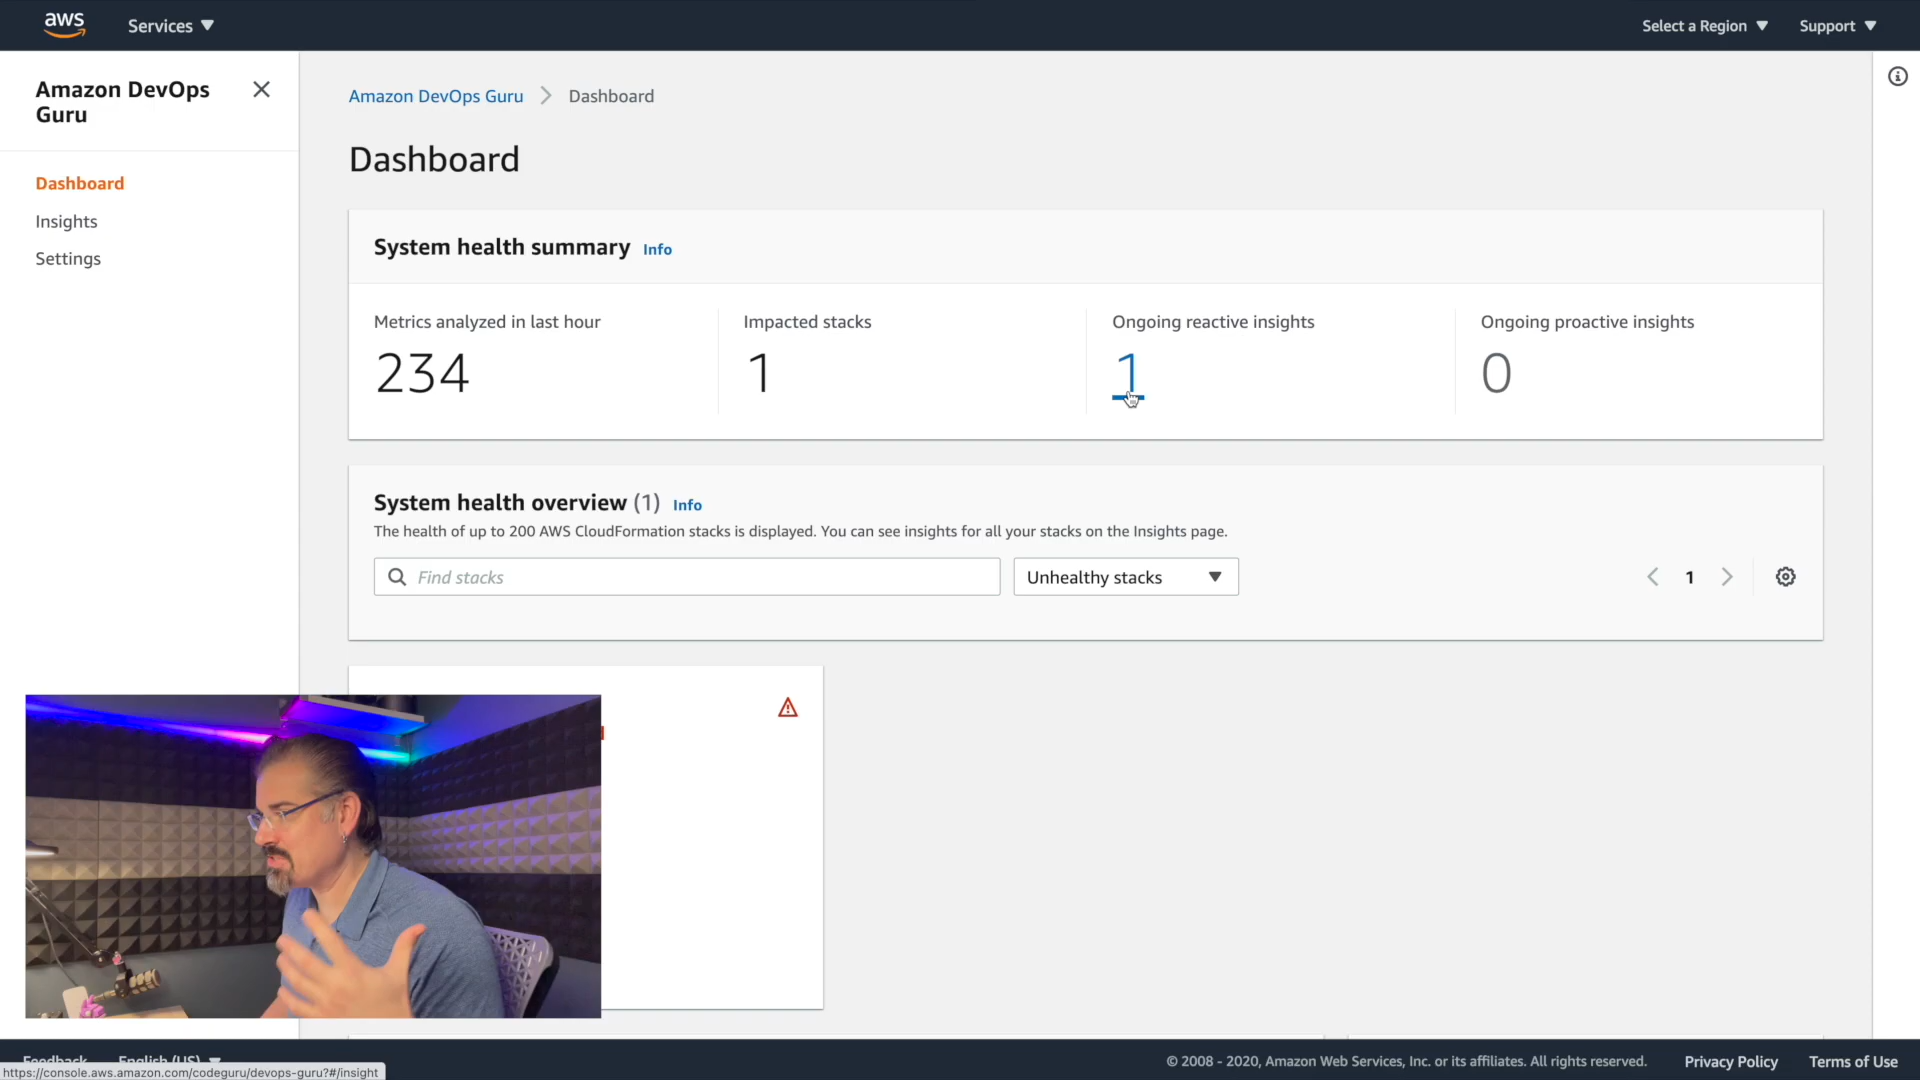 aws
Services
Select a Region
Support
Amazon DevOps
Guru
Dashboard
Insights
Settings
Amazon DevOps Guru
Dashboard
Dashboard
System health summary Info
Metrics analyzed in last hour
234
Impacted stacks
1
Ongoing reactive insights
1
Ongoing proactive insights
0
System health overview (1) Info
The health of up to 200 AWS CloudFormation stacks is displayed. You can see insights for all your stacks on the Insights page.
Find stacks
Unhealthy stacks
1
Feedback
English (US)
© 2008 - 2020, Amazon Web Services, Inc. or its affiliates. All rights reserved.
Privacy Policy
Terms of Use
https://console.aws.amazon.com/codeguru/devops-guru?#/insight